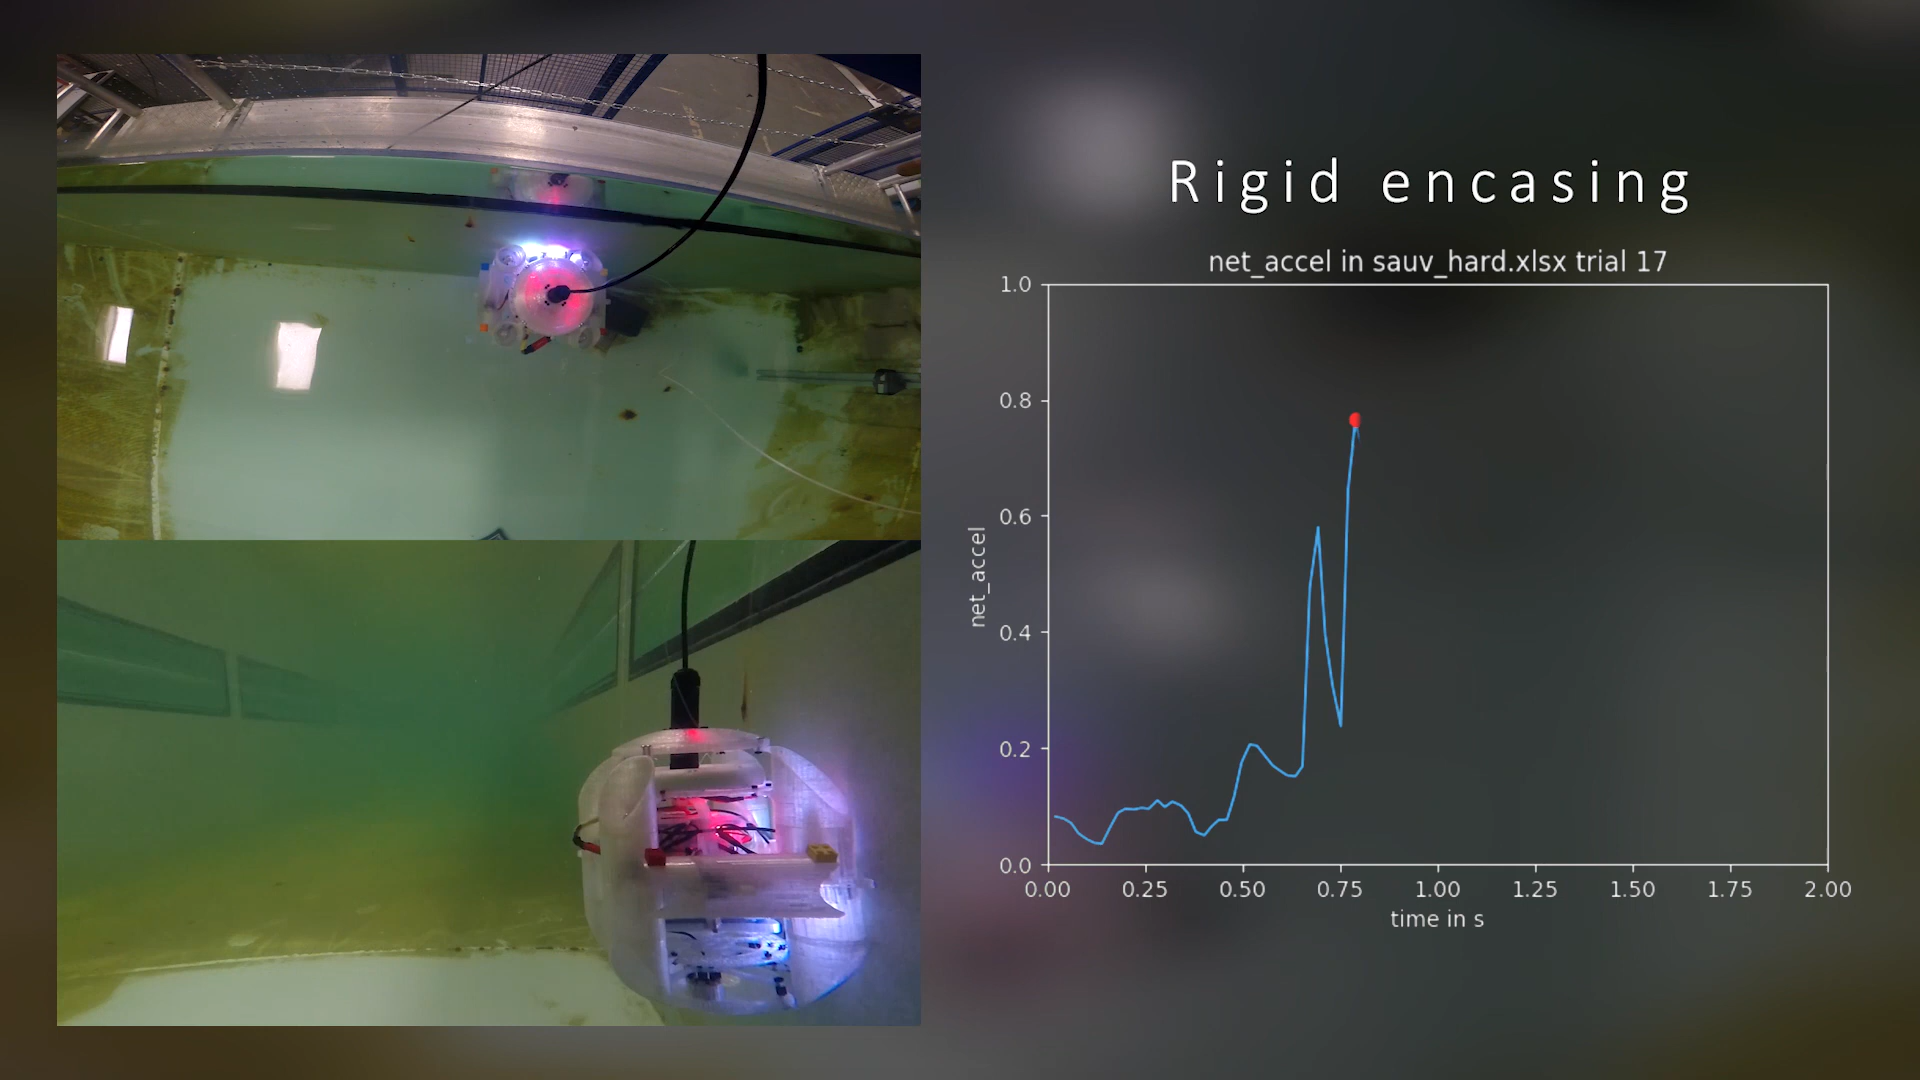 Rigid encasing
net_accel in sauv_hard.xlsx trial 17
1.0
0.8
0.6
0.4
0.2
0.0
net_accel
0.00 0.25 0.50 0.75 1.00 1.25 1.50 1.75 2.00
time in s